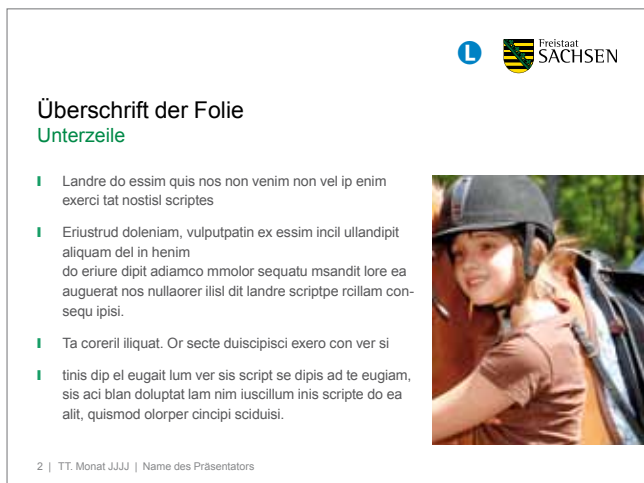 L
Freistaat
SACHSEN
Überschrift der Folie
Unterzeile
Landre do essim quis nos non venim non vel ip enim
exerci tat nostisl scriptes
Eriustrud doleniam, vulputpatin ex essim incil ullandipit
aliquam del in henim
do eriure dipit adiamco mmolor sequatu msandit lore ea
auguerat nos nullaorer ilisl dit landre scriptpe rcillam con-
sequ ipisi.
Ta coreril iliquat. Or secte duiscipisci exero con ver si
tinis dip el eugait lum ver sis script se dipis ad te eugiam,
sis aci blan doluptat lam nim iuscillum inis scripte do ea
alit, quismod olorper cincipi sciduisi.
2 | TT. Monat JJJJ | Name des Präsentators